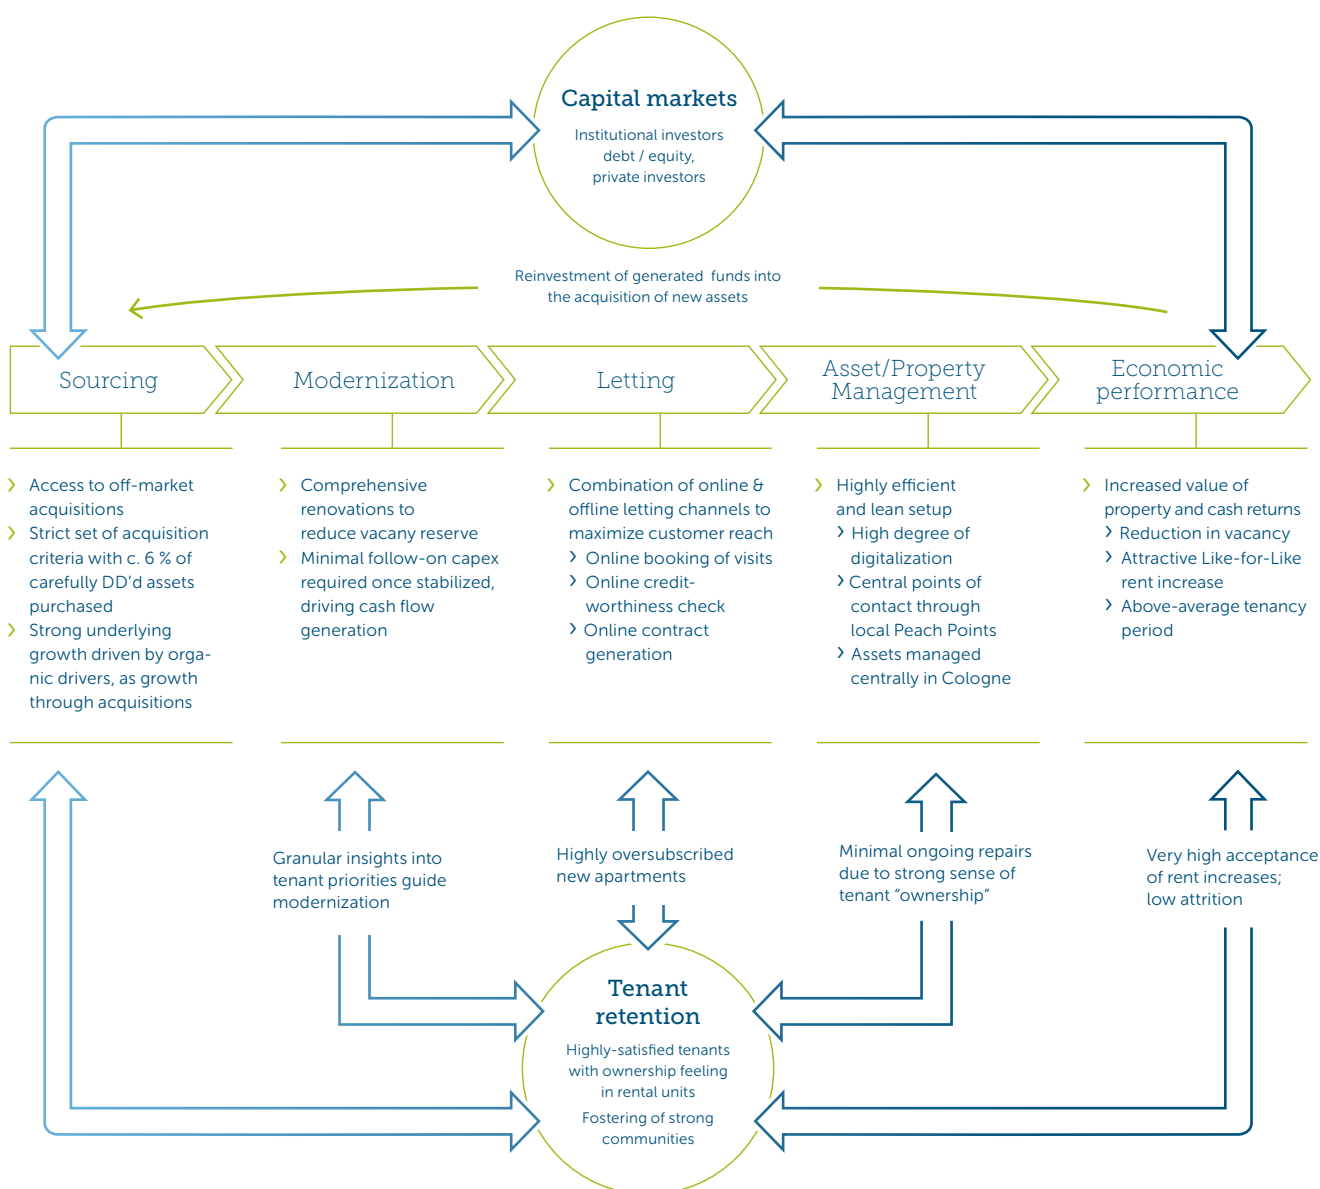 Capital markets
Institutional investors
debt / equity,
private investors
Reinvestment of generated funds into
the acquisition of new assets
Sourcing
Modernization
Letting
Asset/Property
Management
Economic
performance
› Access to off-market
acquisitions
› Strict set of acquisition
criteria with c. 6 % of
carefully DD’d assets
purchased
› Strong underlying
growth driven by orga-
nic drivers, as growth
through acquisitions
› Comprehensive
renovations to
reduce vacany reserve
› Minimal follow-on capex
required once stabilized,
driving cash flow
generation
› Combination of online &
offline letting channels to
maximize customer reach
› Online booking of visits
› Online credit-
worthiness check
› Online contract
generation
› Highly efficient
and lean setup
› High degree of
digitalization
› Central points of
contact through
local Peach Points
› Assets managed
centrally in Cologne
› Increased value of
property and cash returns
› Reduction in vacancy
› Attractive Like-for-Like
rent increase
› Above-average tenancy
period
Granular insights into
tenant priorities guide
modernization
Highly oversubscribed
new apartments
Minimal ongoing repairs
due to strong sense of
tenant “ownership”
Very high acceptance
of rent increases;
low attrition
Tenant
retention
Highly-satisfied tenants
with ownership feeling
in rental units
Fostering of strong
communities